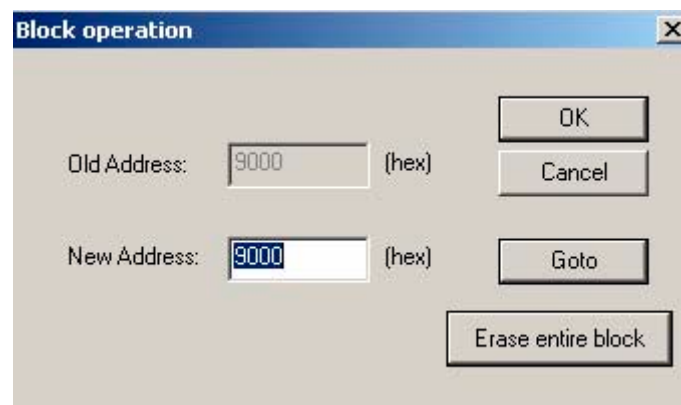 Block operation
OK
Old Address: 9000 (hex)
Cancel
New Address: 9000 (hex)
Goto
Erase entire block